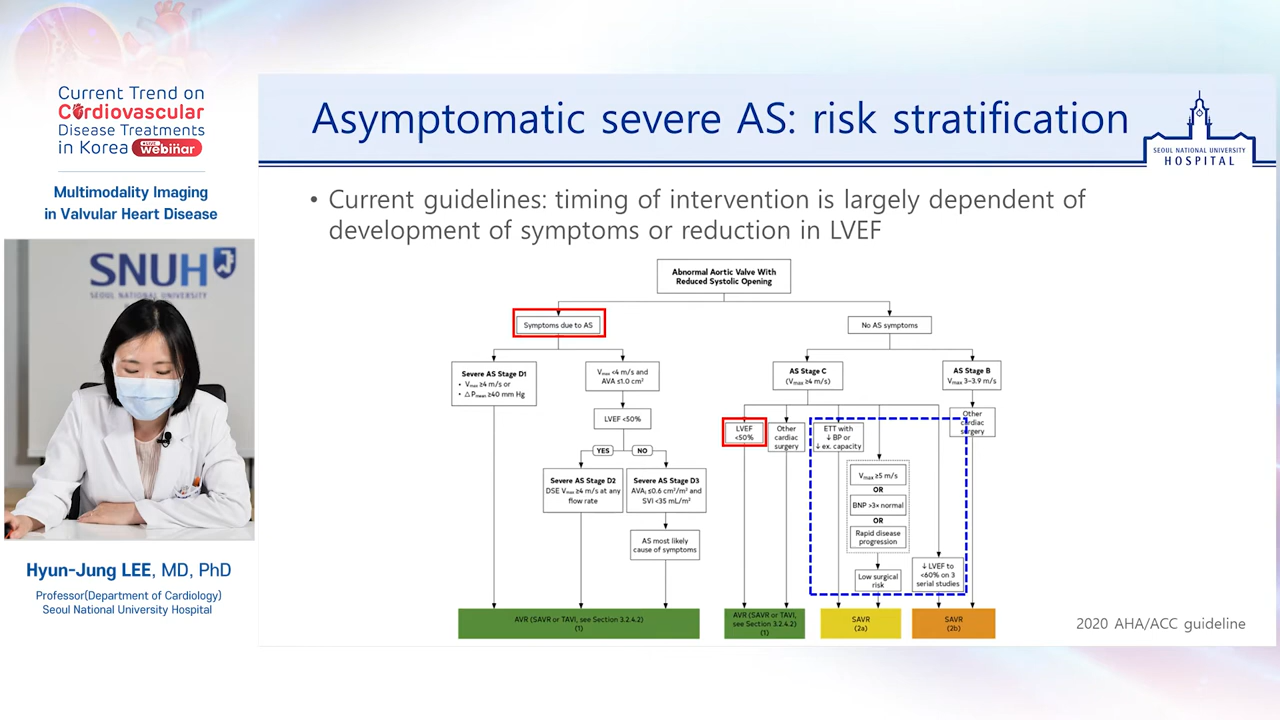 Current Trend on
Cardiovascular
Disease Treatments
in Korea LIVE webinar
Multimodality Imaging
in Valvular Heart Disease
SNUH
SEOUL NATIONAL UNIVERSITY
Hyun-Jung LEE, MD, PhD
Professor(Department of Cardiology)
Seoul National University Hospital
Asymptomatic severe AS: risk stratification
SEOUL NATIONAL UNIVERSITY
HOSPITAL
• Current guidelines: timing of intervention is largely dependent of
development of symptoms or reduction in LVEF
Abnormal Aortic Valve With
Reduced Systolic Opening
Symptoms due to AS
No AS symptoms
Severe AS Stage D1
• Vmax ≥4 m/s or
• ΔPmean ≥40 mm Hg
Vmax <4 m/s and
AVA ≤1.0 cm²
AS Stage C
(Vmax ≥4 m/s)
AS Stage B
Vmax 3–3.9 m/s
LVEF <50%
YES
NO
Severe AS Stage D2
DSE Vmax ≥4 m/s at any
flow rate
Severe AS Stage D3
AVAi ≤0.6 cm²/m² and
SVI <35 mL/m²
AS most likely
cause of symptoms
LVEF
<50%
Other
cardiac
surgery
ETT with
↓ BP or
↓ ex. capacity
Vmax ≥5 m/s
OR
BNP >3× normal
OR
Rapid disease
progression
Low surgical
risk
↓ LVEF to
<60% on 3
serial studies
Other
cardiac
surgery
AVR (SAVR or TAVI, see Section 3.2.4.2)
(1)
AVR (SAVR or TAVI,
see Section 3.2.4.2)
(1)
SAVR
(2a)
SAVR
(2b)
2020 AHA/ACC guideline